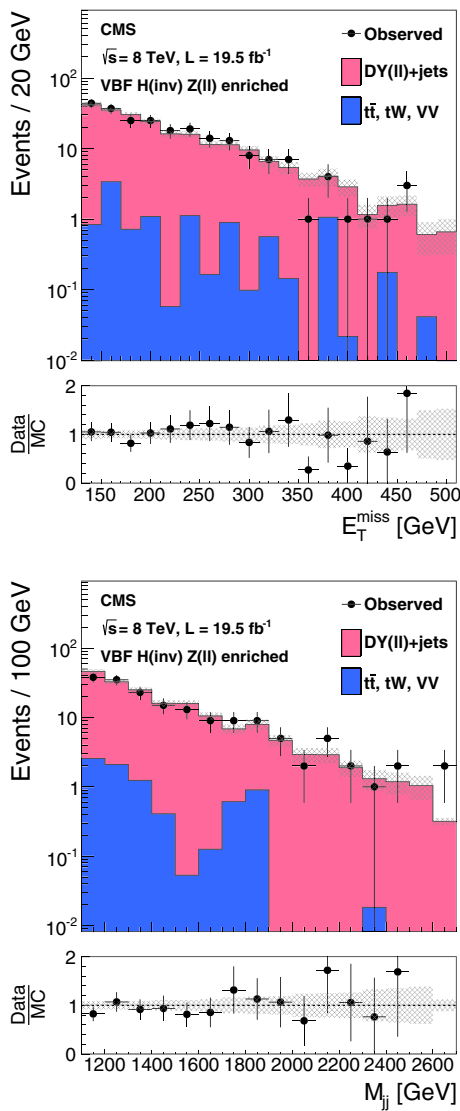 CMS
√s = 8 TeV, L = 19.5 fb⁻¹
VBF H(inv) Z(ll) enriched
Observed
DY(ll)+jets
tt̄, tW, VV
Events / 20 GeV
10²
10
1
10⁻¹
10⁻²
Data/MC
2
1
0
150 200 250 300 350 400 450 500
E_T^miss [GeV]
CMS
√s = 8 TeV, L = 19.5 fb⁻¹
VBF H(inv) Z(ll) enriched
Observed
DY(ll)+jets
tt̄, tW, VV
Events / 100 GeV
10²
10
1
10⁻¹
10⁻²
Data/MC
2
1
0
1200 1400 1600 1800 2000 2200 2400 2600
M_jj [GeV]